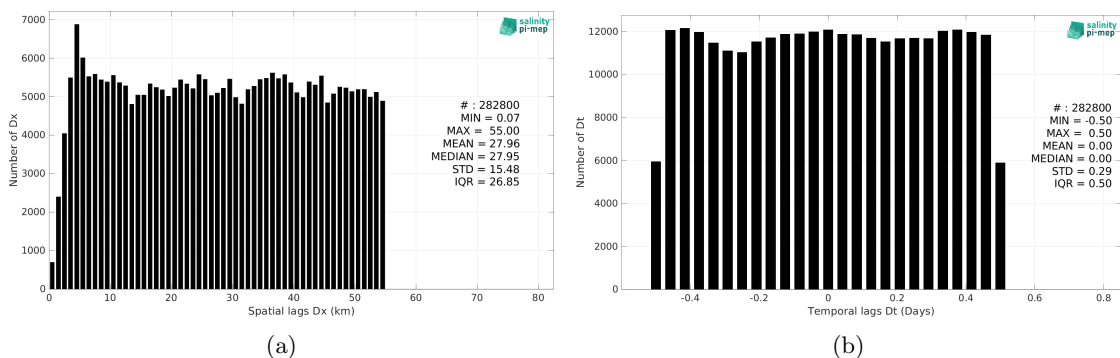 7000
6000
5000
4000
3000
2000
1000
0
Number of Dx
0 10 20 30 40 50 60 70 80
Spatial lags Dx (km)
salinity
pi-mep
# : 282800
MIN = 0.07
MAX = 55.00
MEAN = 27.96
MEDIAN = 27.95
STD = 15.48
IQR = 26.85
(a)
12000
10000
8000
6000
4000
2000
0
Number of Dt
-0.4 -0.2 0 0.2 0.4 0.6 0.8
Temporal lags Dt (Days)
salinity
pi-mep
# : 282800
MIN = -0.50
MAX = 0.50
MEAN = 0.00
MEDIAN = 0.00
STD = 0.29
IQR = 0.50
(b)